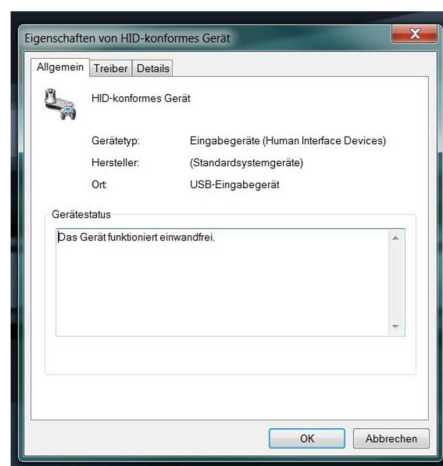 Eigenschaften von HID-konformes Gerät
Allgemein Treiber Details
HID-konformes Gerät
Gerätetyp: Eingabegeräte (Human Interface Devices)
Hersteller: (Standardsystemgeräte)
Ort: USB-Eingabegerät
Gerätestatus
Das Gerät funktioniert einwandfrei.
OK Abbrechen